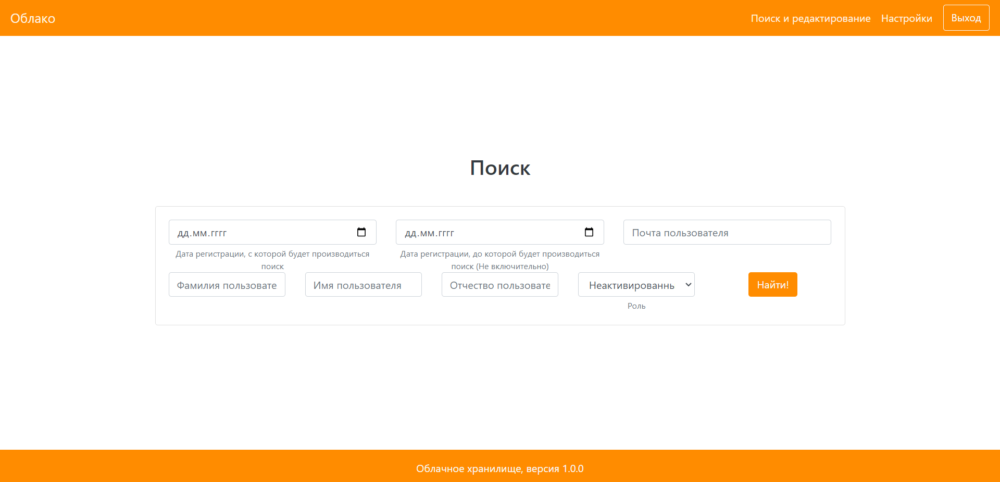 Облако
Поиск и редактирование
Настройки
Выход
Поиск
дд.мм.гггг
дд.мм.гггг
Почта пользователя
Дата регистрации, с которой будет производиться
поиск
Дата регистрации, до которой будет производиться
поиск (Не включительно)
Фамилия пользовате
Имя пользователя
Отчество пользовате
Неактивированнь
Найти!
Роль
Облачное хранилище, версия 1.0.0